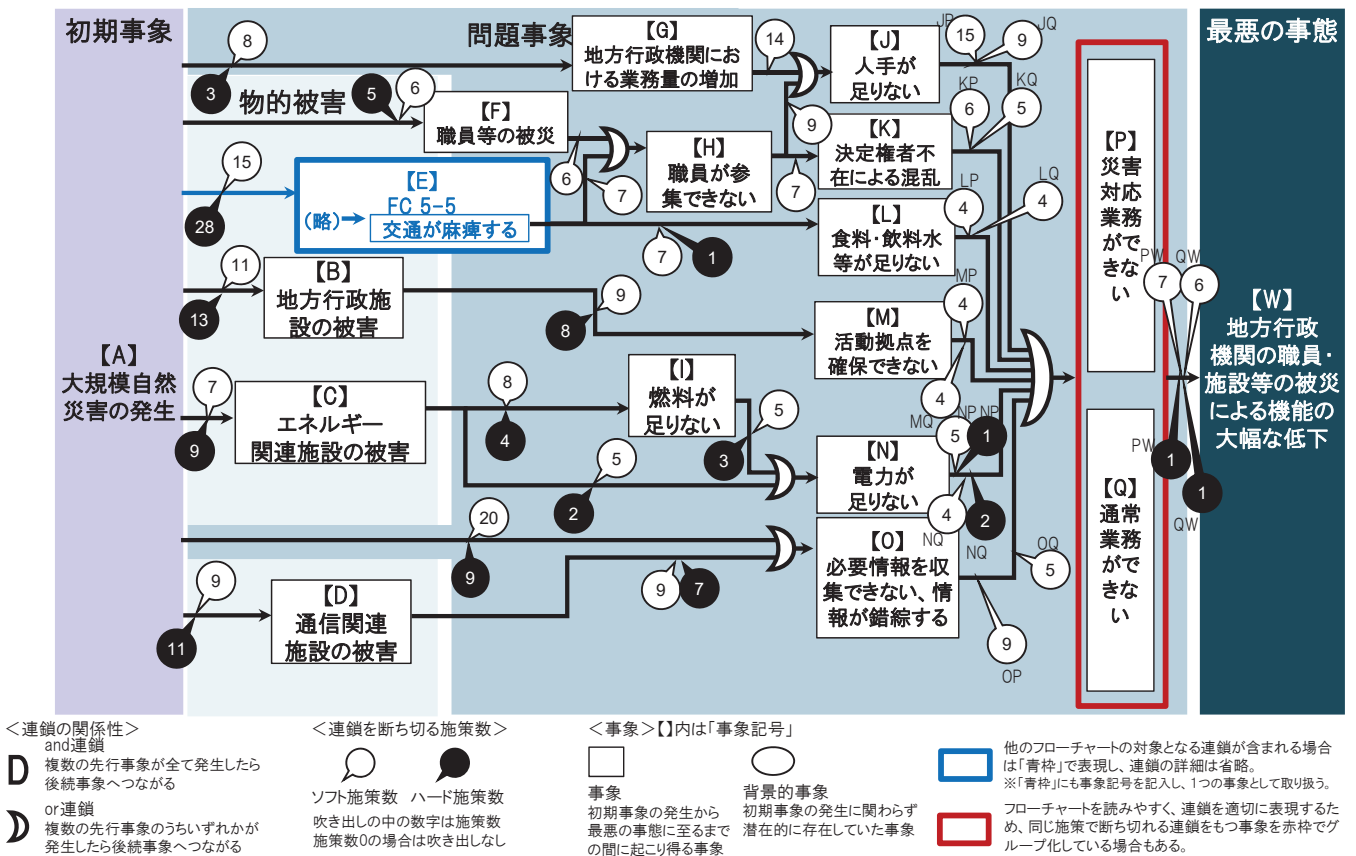 初期事象
問題事象
最悪の事態
物的被害
【A】
大規模自然
災害の発生
8
3
5
6
15
28
11
13
7
9
9
11
【G】
地方行政機関にお
ける業務量の増加
14
【F】
職員等の被災
6
7
【E】
FC 5-5
(略)
交通が麻痺する
【H】
職員が参
集できない
9
7
7
1
【B】
地方行政施
設の被害
9
8
【C】
エネルギー
関連施設の被害
8
4
5
2
【I】
燃料が
足りない
5
3
20
9
【D】
通信関連
施設の被害
9
7
【J】
人手が
足りない
JP
15
9
JQ
【K】
決定権者不
在による混乱
KP
6
KQ
5
【L】
食料・飲料水
等が足りない
LP
4
LQ
4
【M】
活動拠点を
確保できない
MP
4
4
MQ
【N】
電力が
足りない
NP
NP
5
1
4
2
NQ
NQ
【O】
必要情報を収
集できない、情
報が錯綜する
OQ
5
9
OP
【P】
災害
対応
業務
がで
きな
い
【Q】
通常
業務
がで
きな
い
PW
QW
7
6
PW
1
1
QW
【W】
地方行政
機関の職員・
施設等の被災
による機能の
大幅な低下
＜連鎖の関係性＞
and連鎖
複数の先行事象が全て発生したら
後続事象へつながる
or連鎖
複数の先行事象のうちいずれかが
発生したら後続事象へつながる
＜連鎖を断ち切る施策数＞
ソフト施策数 ハード施策数
吹き出しの中の数字は施策数
施策数0の場合は吹き出しなし
＜事象＞【】内は「事象記号」
事象
初期事象の発生から
最悪の事態に至るまで
の間に起こり得る事象
背景的事象
初期事象の発生に関わらず
潜在的に存在していた事象
他のフローチャートの対象となる連鎖が含まれる場合
は「青枠」で表現し、連鎖の詳細は省略。
※「青枠」にも事象記号を記入し、1つの事象として取り扱う。
フローチャートを読みやすく、連鎖を適切に表現するた
め、同じ施策で断ち切れる連鎖をもつ事象を赤枠でグ
ループ化している場合もある。